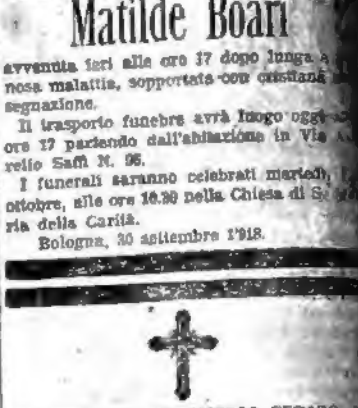 Matilde Boari
avvenuta ieri alle ore 17 dopo lunga
nosa malattia, sopportata con cristiana
segnazione.
Il trasporto funebre avrà luogo oggi
ore 17 partendo dall'abitazione in Via
relio Saffi N.
I funerali saranno celebrati martedì,
ottobre, alle ore 10.30 nella Chiesa di S.
ria della Carità.
Bologna, 30 settembre 1918.